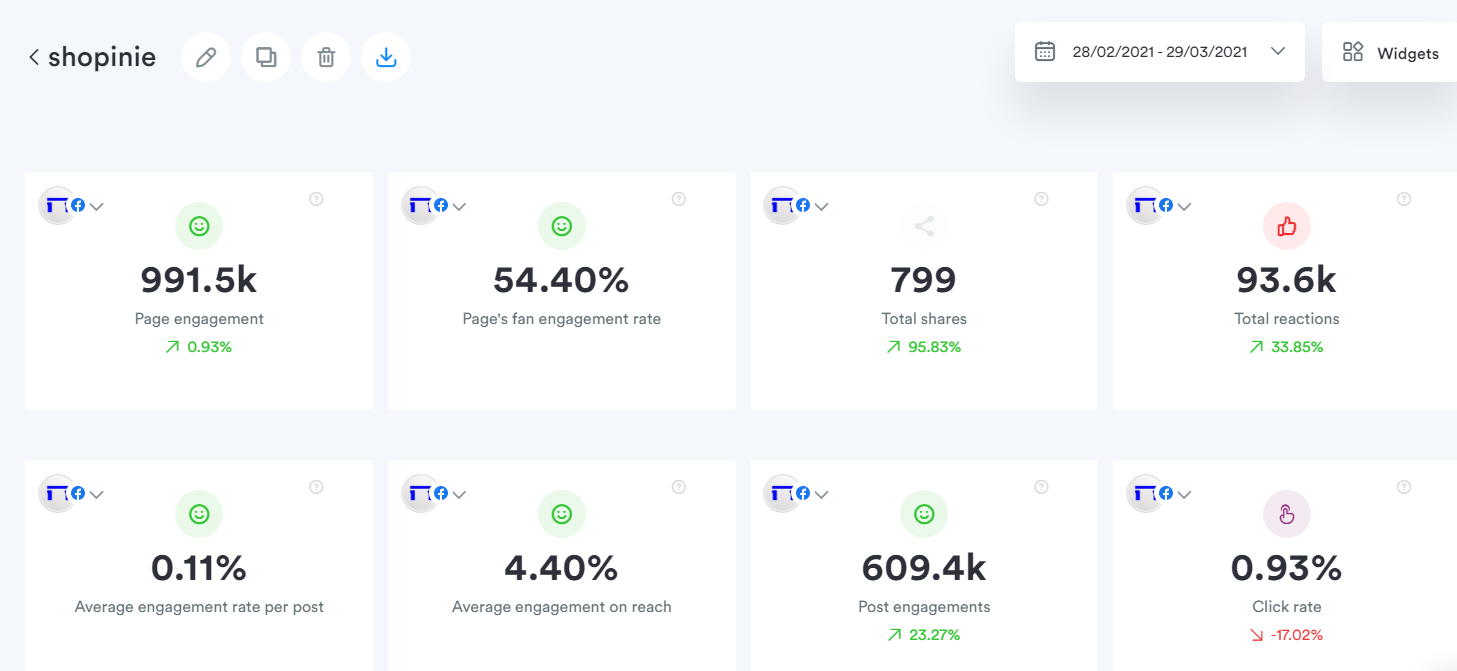 shopinie
28/02/2021 - 29/03/2021
Widgets
991.5k
Page engagement
0.93%
54.40%
Page's fan engagement rate
799
Total shares
95.83%
93.6k
Total reactions
33.85%
0.11%
Average engagement rate per post
4.40%
Average engagement on reach
609.4k
Post engagements
23.27%
0.93%
Click rate
-17.02%